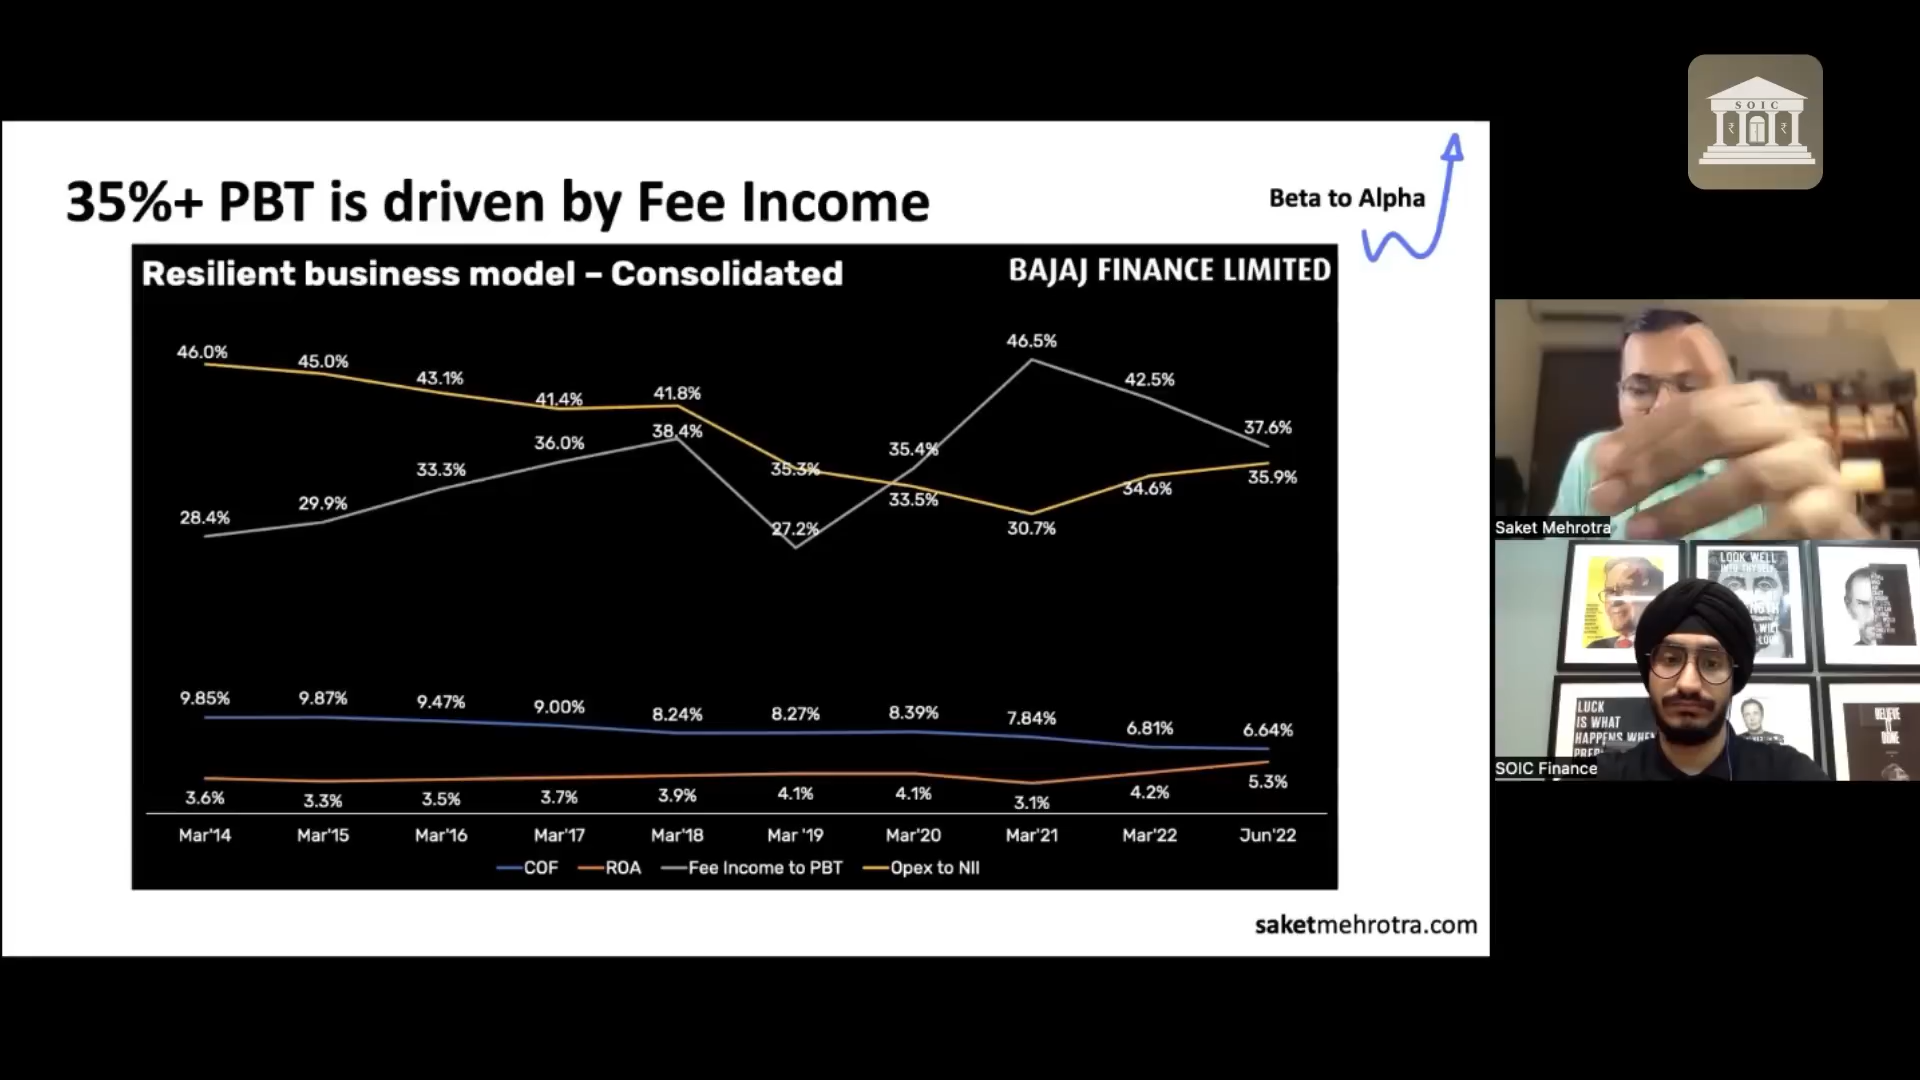 SOIC
35%+ PBT is driven by Fee Income
Beta to Alpha
Resilient business model – Consolidated
BAJAJ FINANCE LIMITED
46.0% 45.0% 43.1% 41.4% 41.8% 35.3% 33.5% 30.7% 34.6% 35.9%
28.4% 29.9% 33.3% 36.0% 38.4% 27.2% 35.4% 46.5% 42.5% 37.6%
9.85% 9.87% 9.47% 9.00% 8.24% 8.27% 8.39% 7.84% 6.81% 6.64%
3.6% 3.3% 3.5% 3.7% 3.9% 4.1% 4.1% 3.1% 4.2% 5.3%
Mar'14 Mar'15 Mar'16 Mar'17 Mar'18 Mar '19 Mar'20 Mar'21 Mar'22 Jun'22
COF ROA Fee Income to PBT Opex to NII
saketmehrotra.com
Saket Mehrotra
LOOK WELL
INTO THYSELF
LUCK
IS WHAT
HAPPENS WHEN
BELIEVE
IT
DONE
SOIC Finance